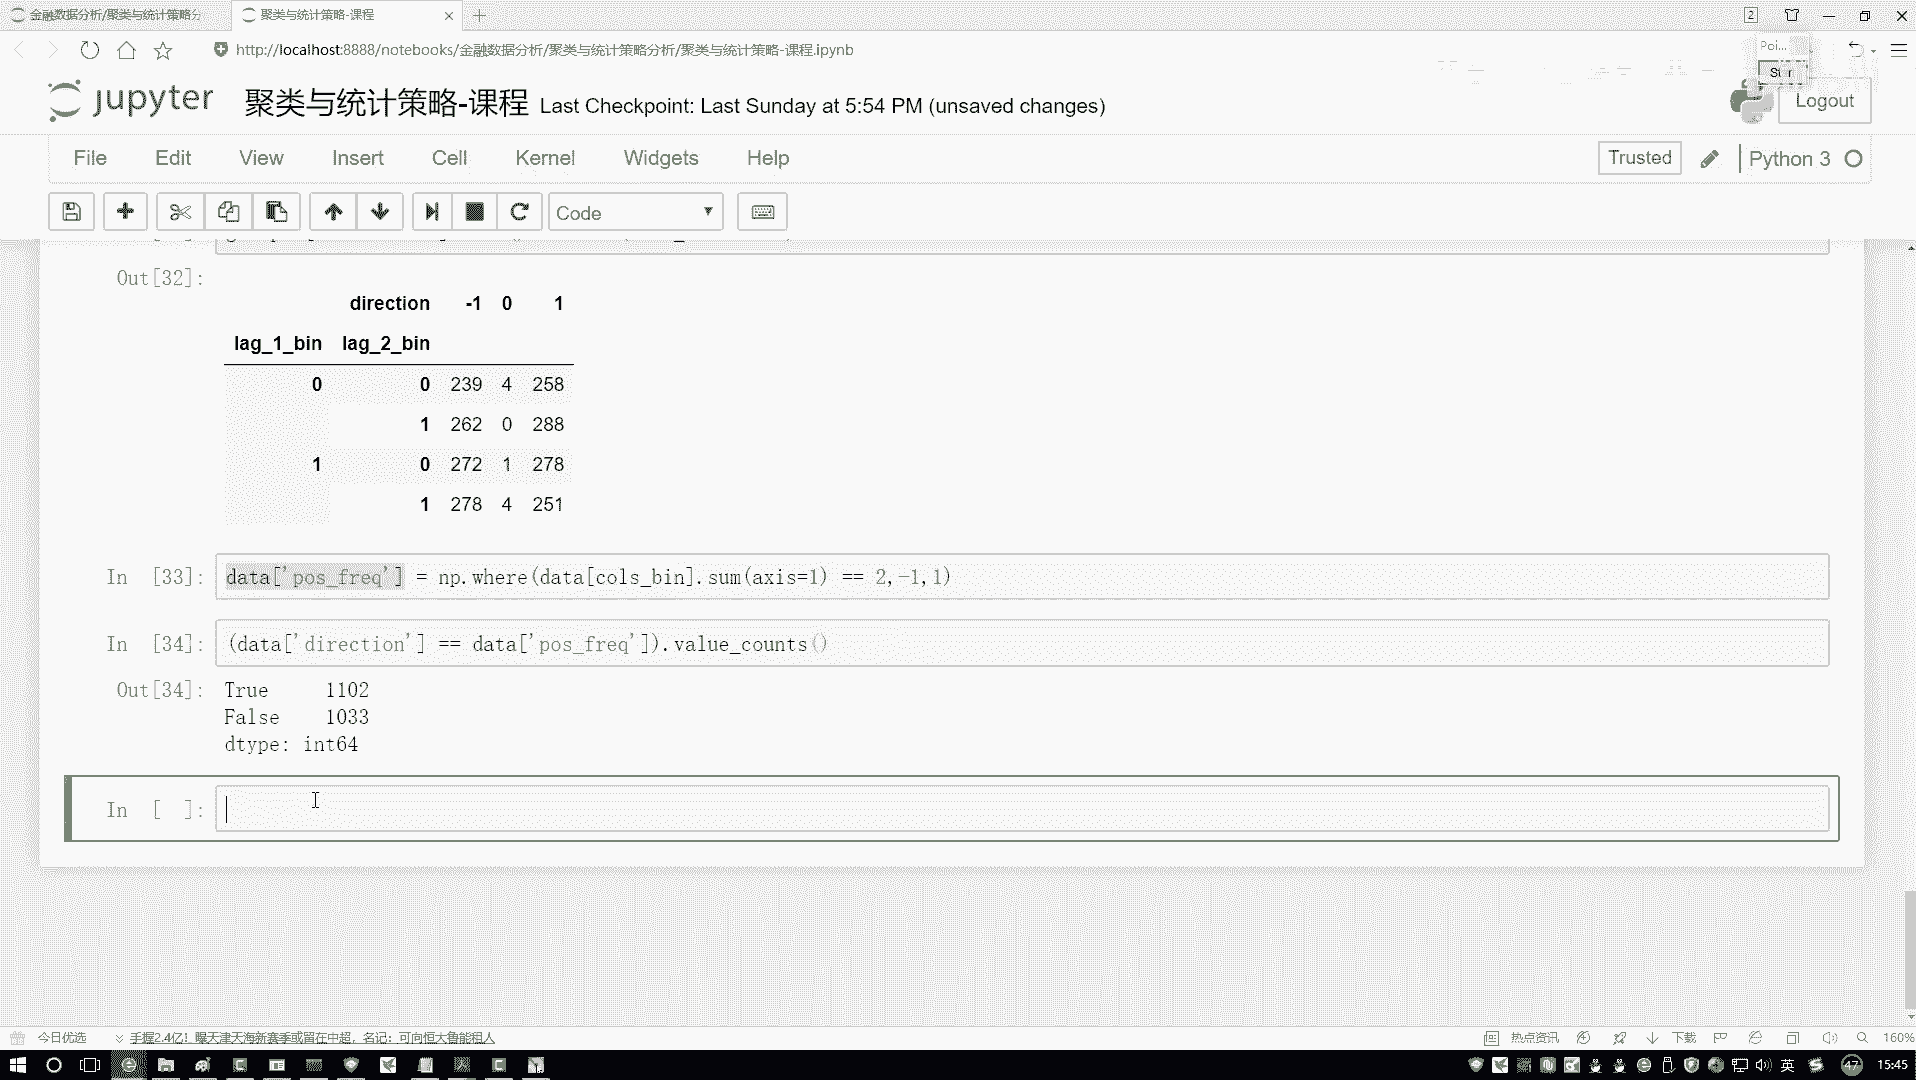 金融数据分析/聚类与统计策略分
聚类与统计策略-课程
2
http://localhost:8888/notebooks/金融数据分析/聚类与统计策略分析/聚类与统计策略-课程.ipynb
Poi...
jupyter
聚类与统计策略-课程
Last Checkpoint: Last Sunday at 5:54 PM (unsaved changes)
Logout
File Edit View Insert Cell Kernel Widgets Help
Trusted
Python 3
Code
Out[32]:
direction -1 0 1
lag_1_bin lag_2_bin
0 0 239 4 258
1 262 0 288
1 0 272 1 278
1 278 4 251
In [33]: data['pos_freq'] = np.where(data[cols_bin].sum(axis=1) == 2,-1,1)
In [34]: (data['direction'] == data['pos_freq']).value_counts()
Out[34]: True 1102
False 1033
dtype: int64
In [ ]:
今日优选
手握2.4亿！曝天津天海新赛季或留在中超，名记：可向恒大鲁能租人
热点资讯
下载
160%
英
47
15:45